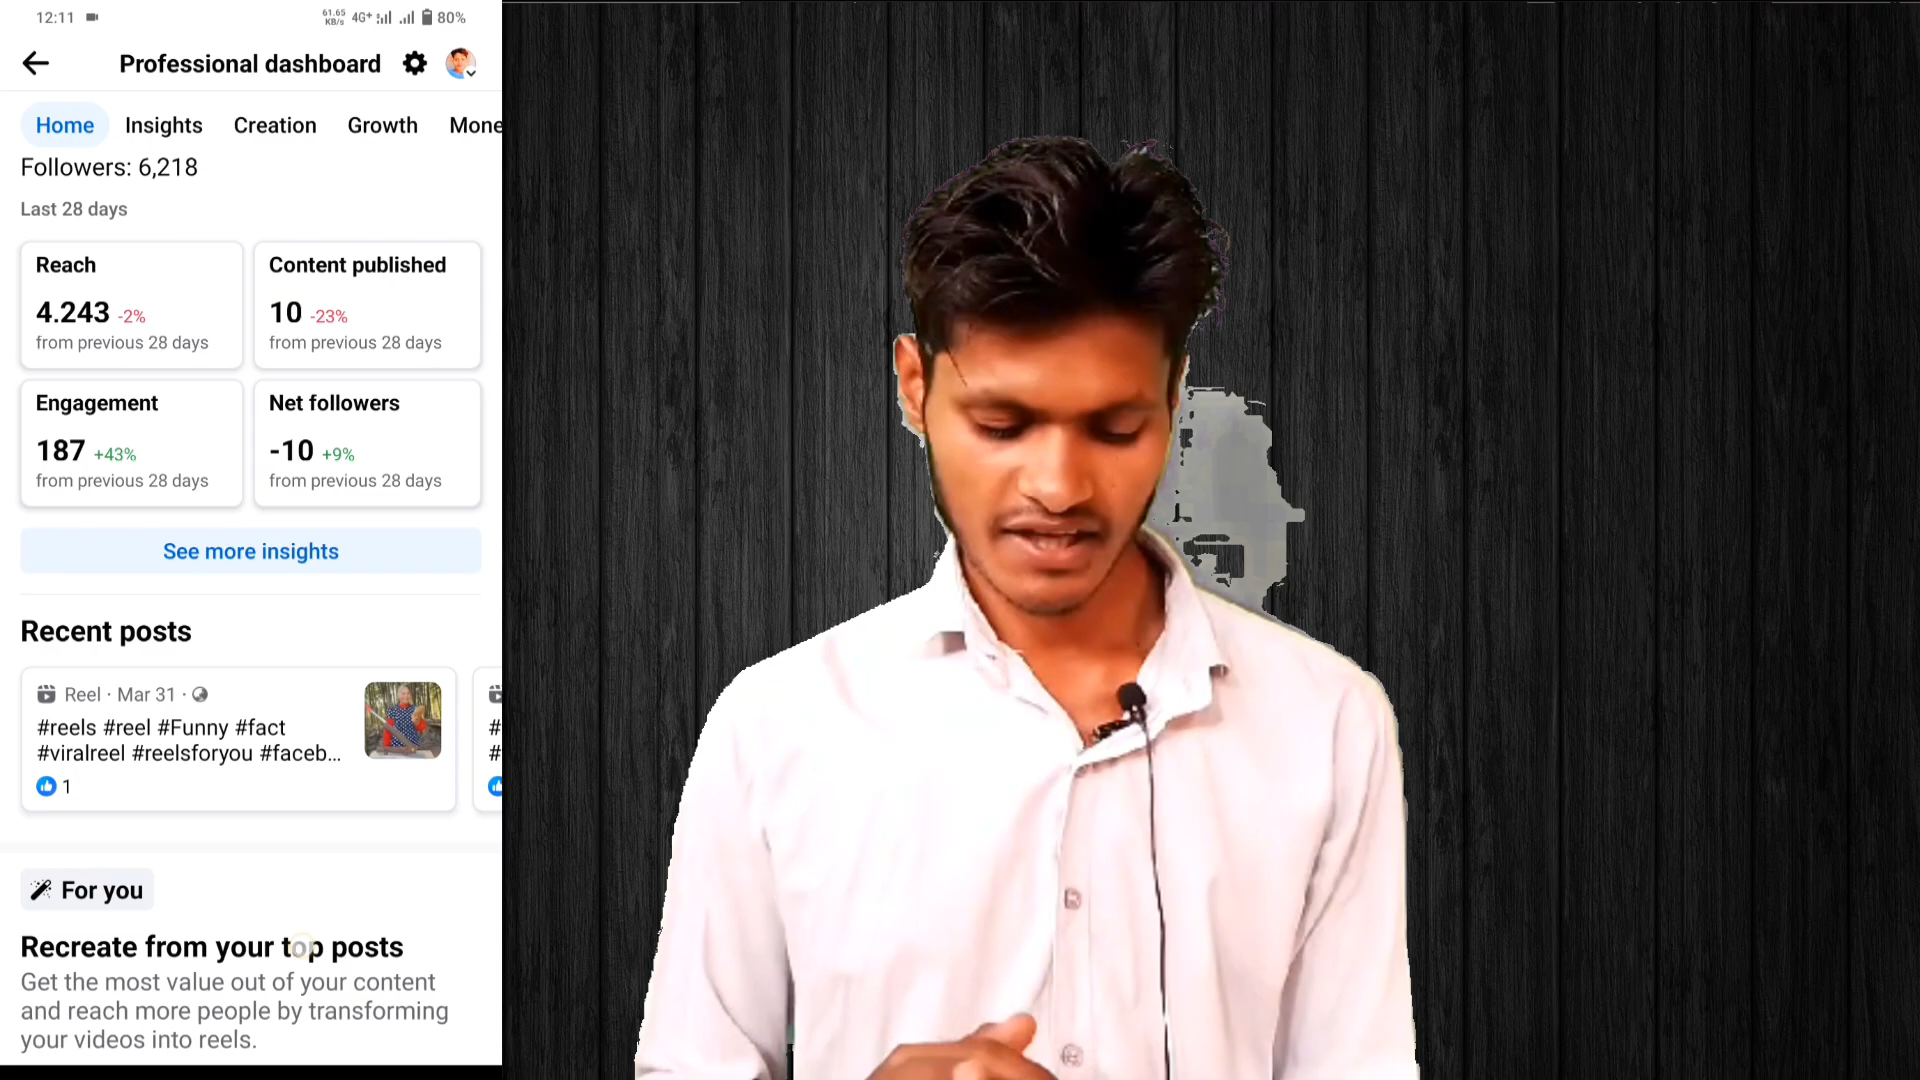 12:11 61.65 KB/s 4G+ 80%
Professional dashboard
Home Insights Creation Growth Mone
Followers: 6,218
Last 28 days
Reach
4.243 -2%
from previous 28 days
Content published
10 -23%
from previous 28 days
Engagement
187 +43%
from previous 28 days
Net followers
-10 +9%
from previous 28 days
See more insights
Recent posts
Reel · Mar 31 ·
#reels #reel #Funny #fact
#viralreel #reelsforyou #faceb...
1
#
#
For you
Recreate from your top posts
Get the most value out of your content
and reach more people by transforming
your videos into reels.